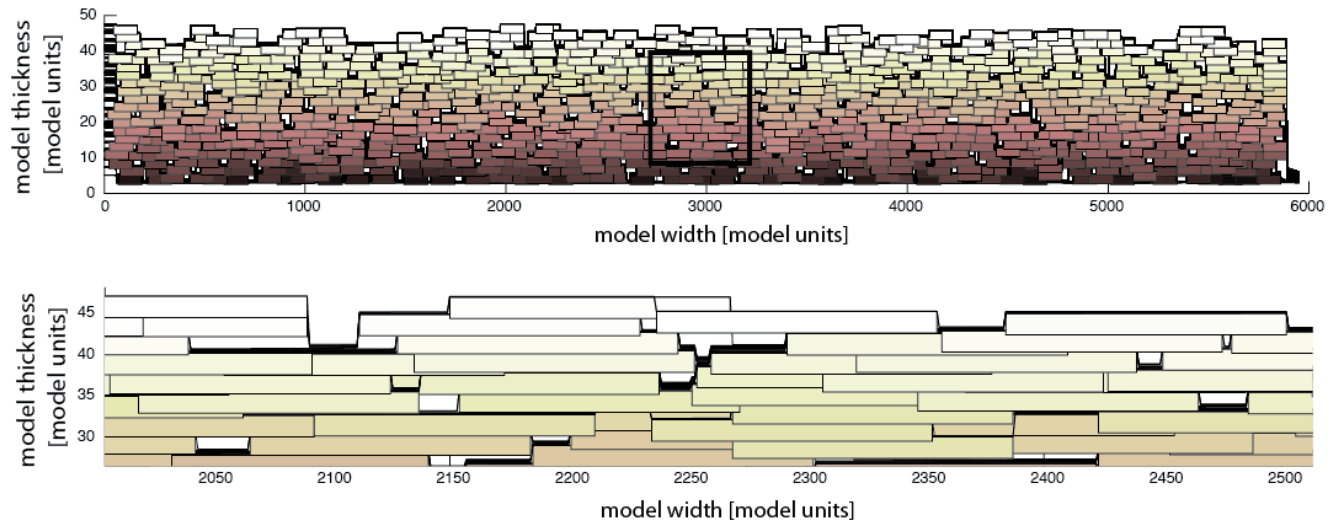 model thickness
[model units]
50
40
30
20
10
0
0 1000 2000 3000 4000 5000 6000
model width [model units]
model thickness
[model units]
45
40
35
30
2050 2100 2150 2200 2250 2300 2350 2400 2450 2500
model width [model units]